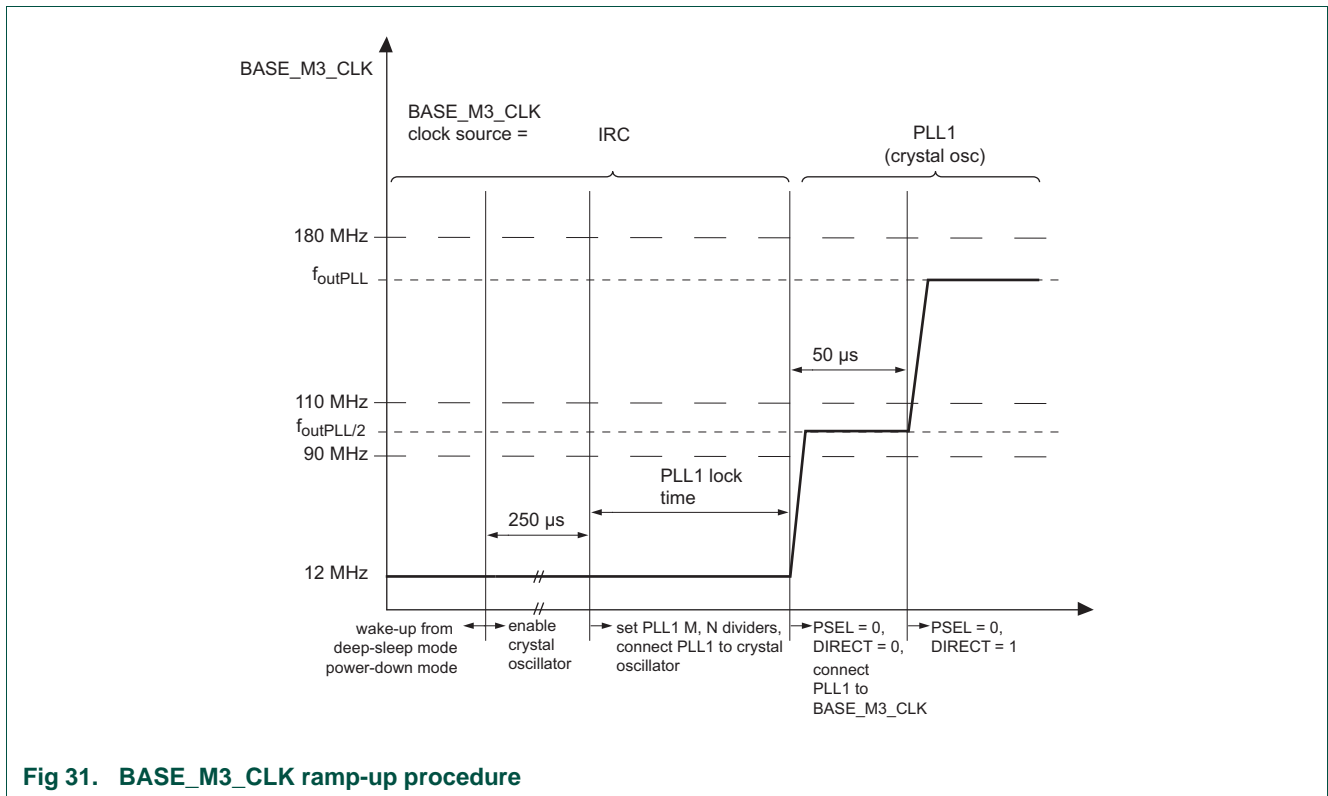 BASE_M3_CLK
BASE_M3_CLK
clock source =
IRC
PLL1
(crystal osc)
180 MHz
foutPLL
50 μs
110 MHz
foutPLL/2
90 MHz
PLL1 lock
time
250 μs
12 MHz
wake-up from
deep-sleep mode
power-down mode
enable
crystal
oscillator
set PLL1 M, N dividers,
connect PLL1 to crystal
oscillator
PSEL = 0,
DIRECT = 0,
connect
PLL1 to
BASE_M3_CLK
PSEL = 0,
DIRECT = 1
Fig 31. BASE_M3_CLK ramp-up procedure